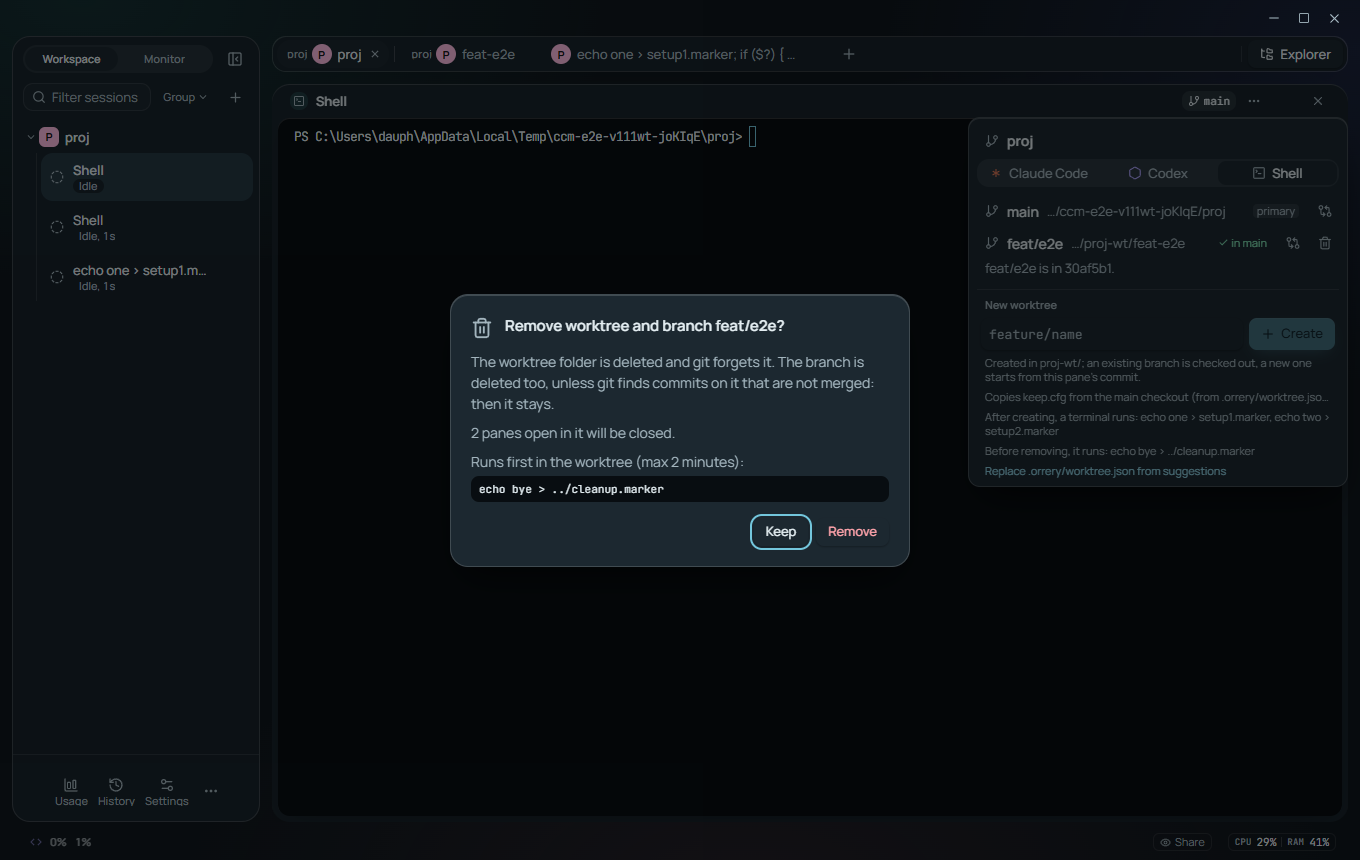 Workspace
Monitor
proj P proj
proj P feat-e2e
P echo one > setup1.marker; if ($?) { ...
Explorer
Filter sessions
Group
P proj
Shell
Idle
Shell
Idle, 1 s
echo one > setup1.m...
Idle, 1 s
Usage
History
Settings
0% 1%
Shell
main
PS C:\Users\dauph\AppData\Local\Temp\ccm-e2e-v111wt-joKIqE\proj>
proj
Claude Code
Codex
Shell
main .../ccm-e2e-v111wt-joKIqE/proj primary
feat/e2e .../proj-wt/feat-e2e in main
feat/e2e is in 30af5b1.
New worktree
feature/name
Create
Created in proj-wt/; an existing branch is checked out, a new one
starts from this pane's commit.
Copies keep.cfg from the main checkout (from .orrery/worktree.jso...
After creating, a terminal runs: echo one > setup1.marker, echo two >
setup2.marker
Before removing, it runs: echo bye > ../cleanup.marker
Replace .orrery/worktree.json from suggestions
Remove worktree and branch feat/e2e?
The worktree folder is deleted and git forgets it. The branch is
deleted too, unless git finds commits on it that are not merged:
then it stays.
2 panes open in it will be closed.
Runs first in the worktree (max 2 minutes):
echo bye > ../cleanup.marker
Keep
Remove
Share
CPU 29% RAM 41%